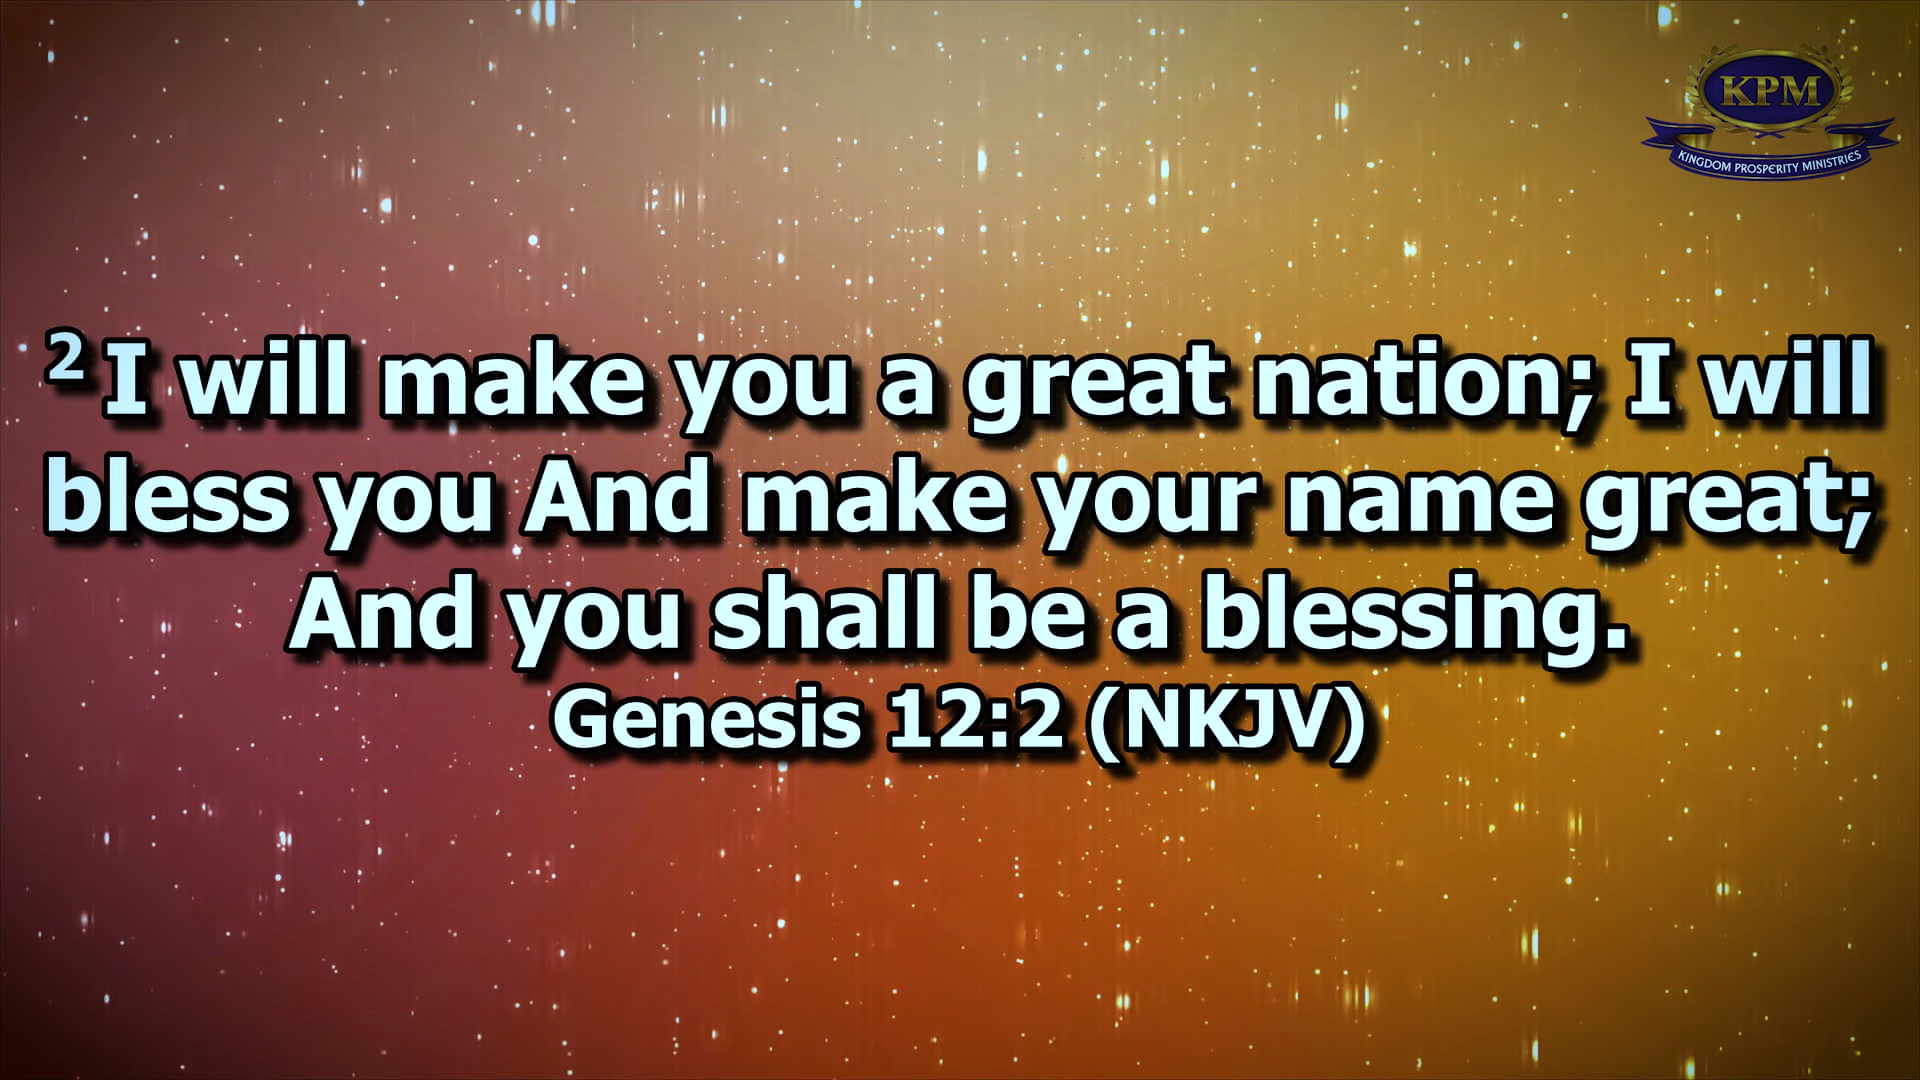 KPM
KINGDOM PROSPERITY MINISTRIES
2 I will make you a great nation; I will
bless you And make your name great;
And you shall be a blessing.
Genesis 12:2 (NKJV)